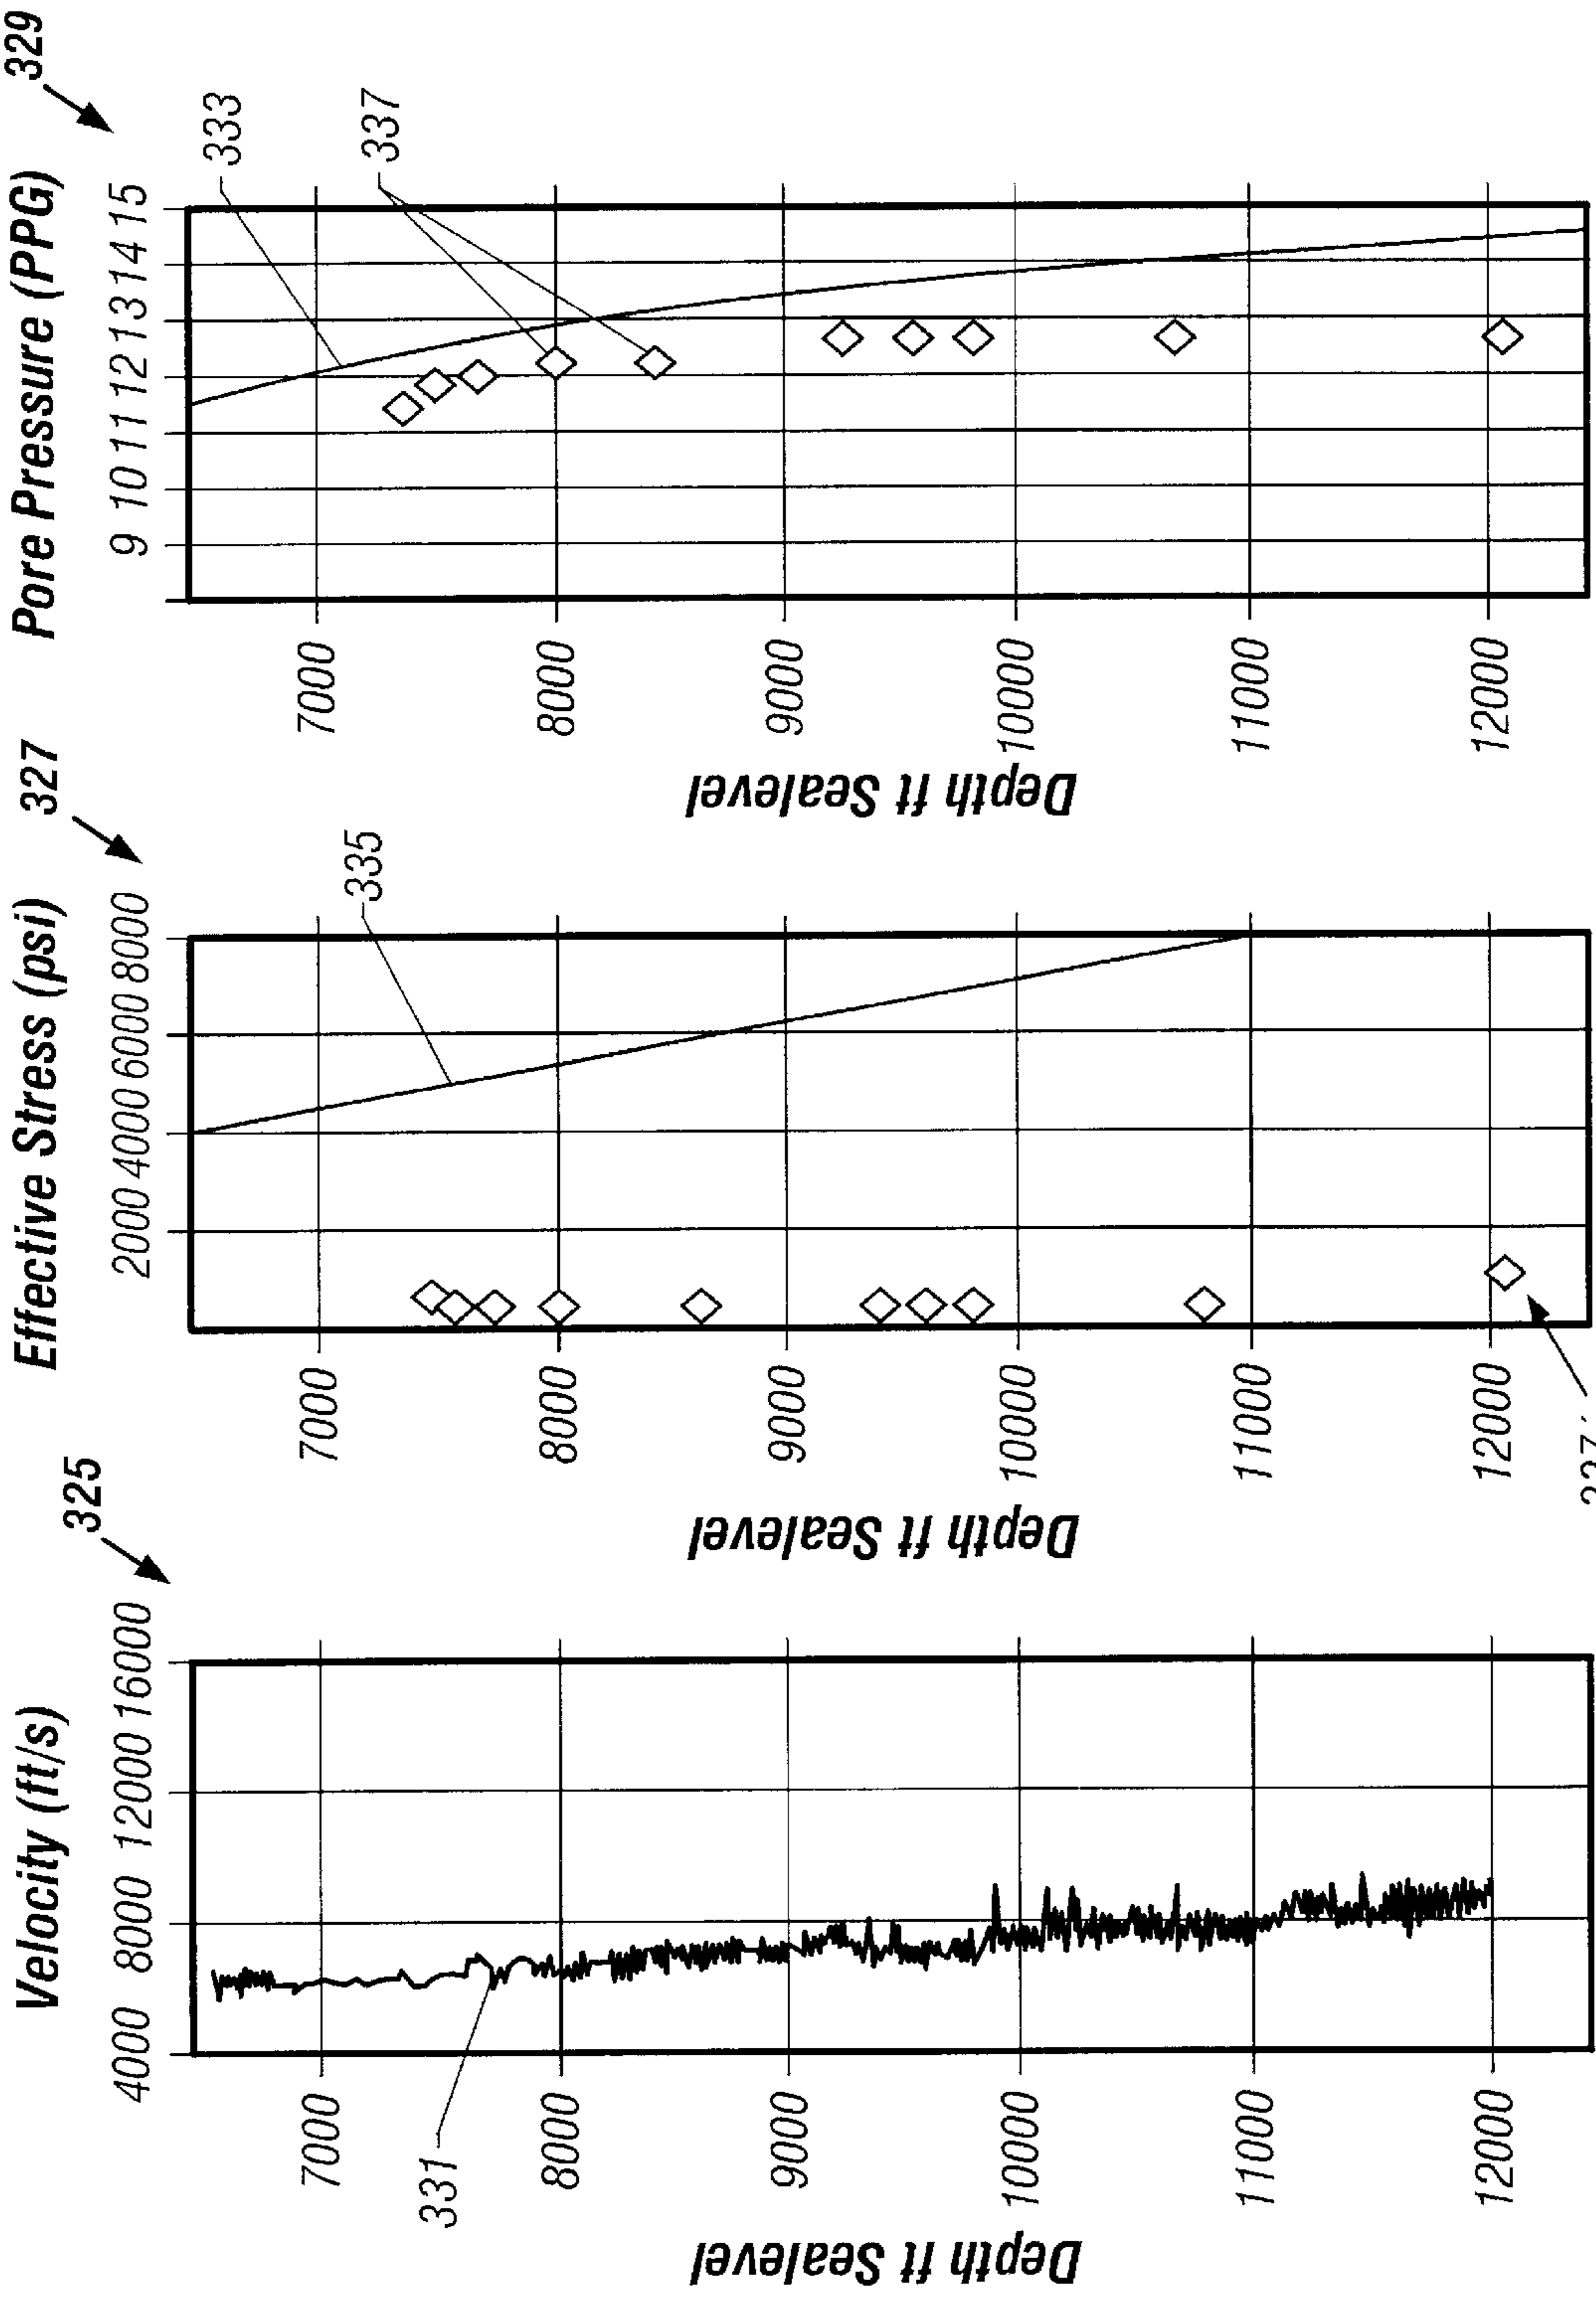 Velocity (ft/s)
325
4000 8000 12000 16000
Depth ft Sealevel
7000
8000
9000
10000
11000
12000
331
Effective Stress (psi)
327
2000 4000 6000 8000
Depth ft Sealevel
7000
8000
9000
10000
11000
12000
335
Pore Pressure (PPG)
329
9 10 11 12 13 14 15
Depth ft Sealevel
7000
8000
9000
10000
11000
12000
333
337